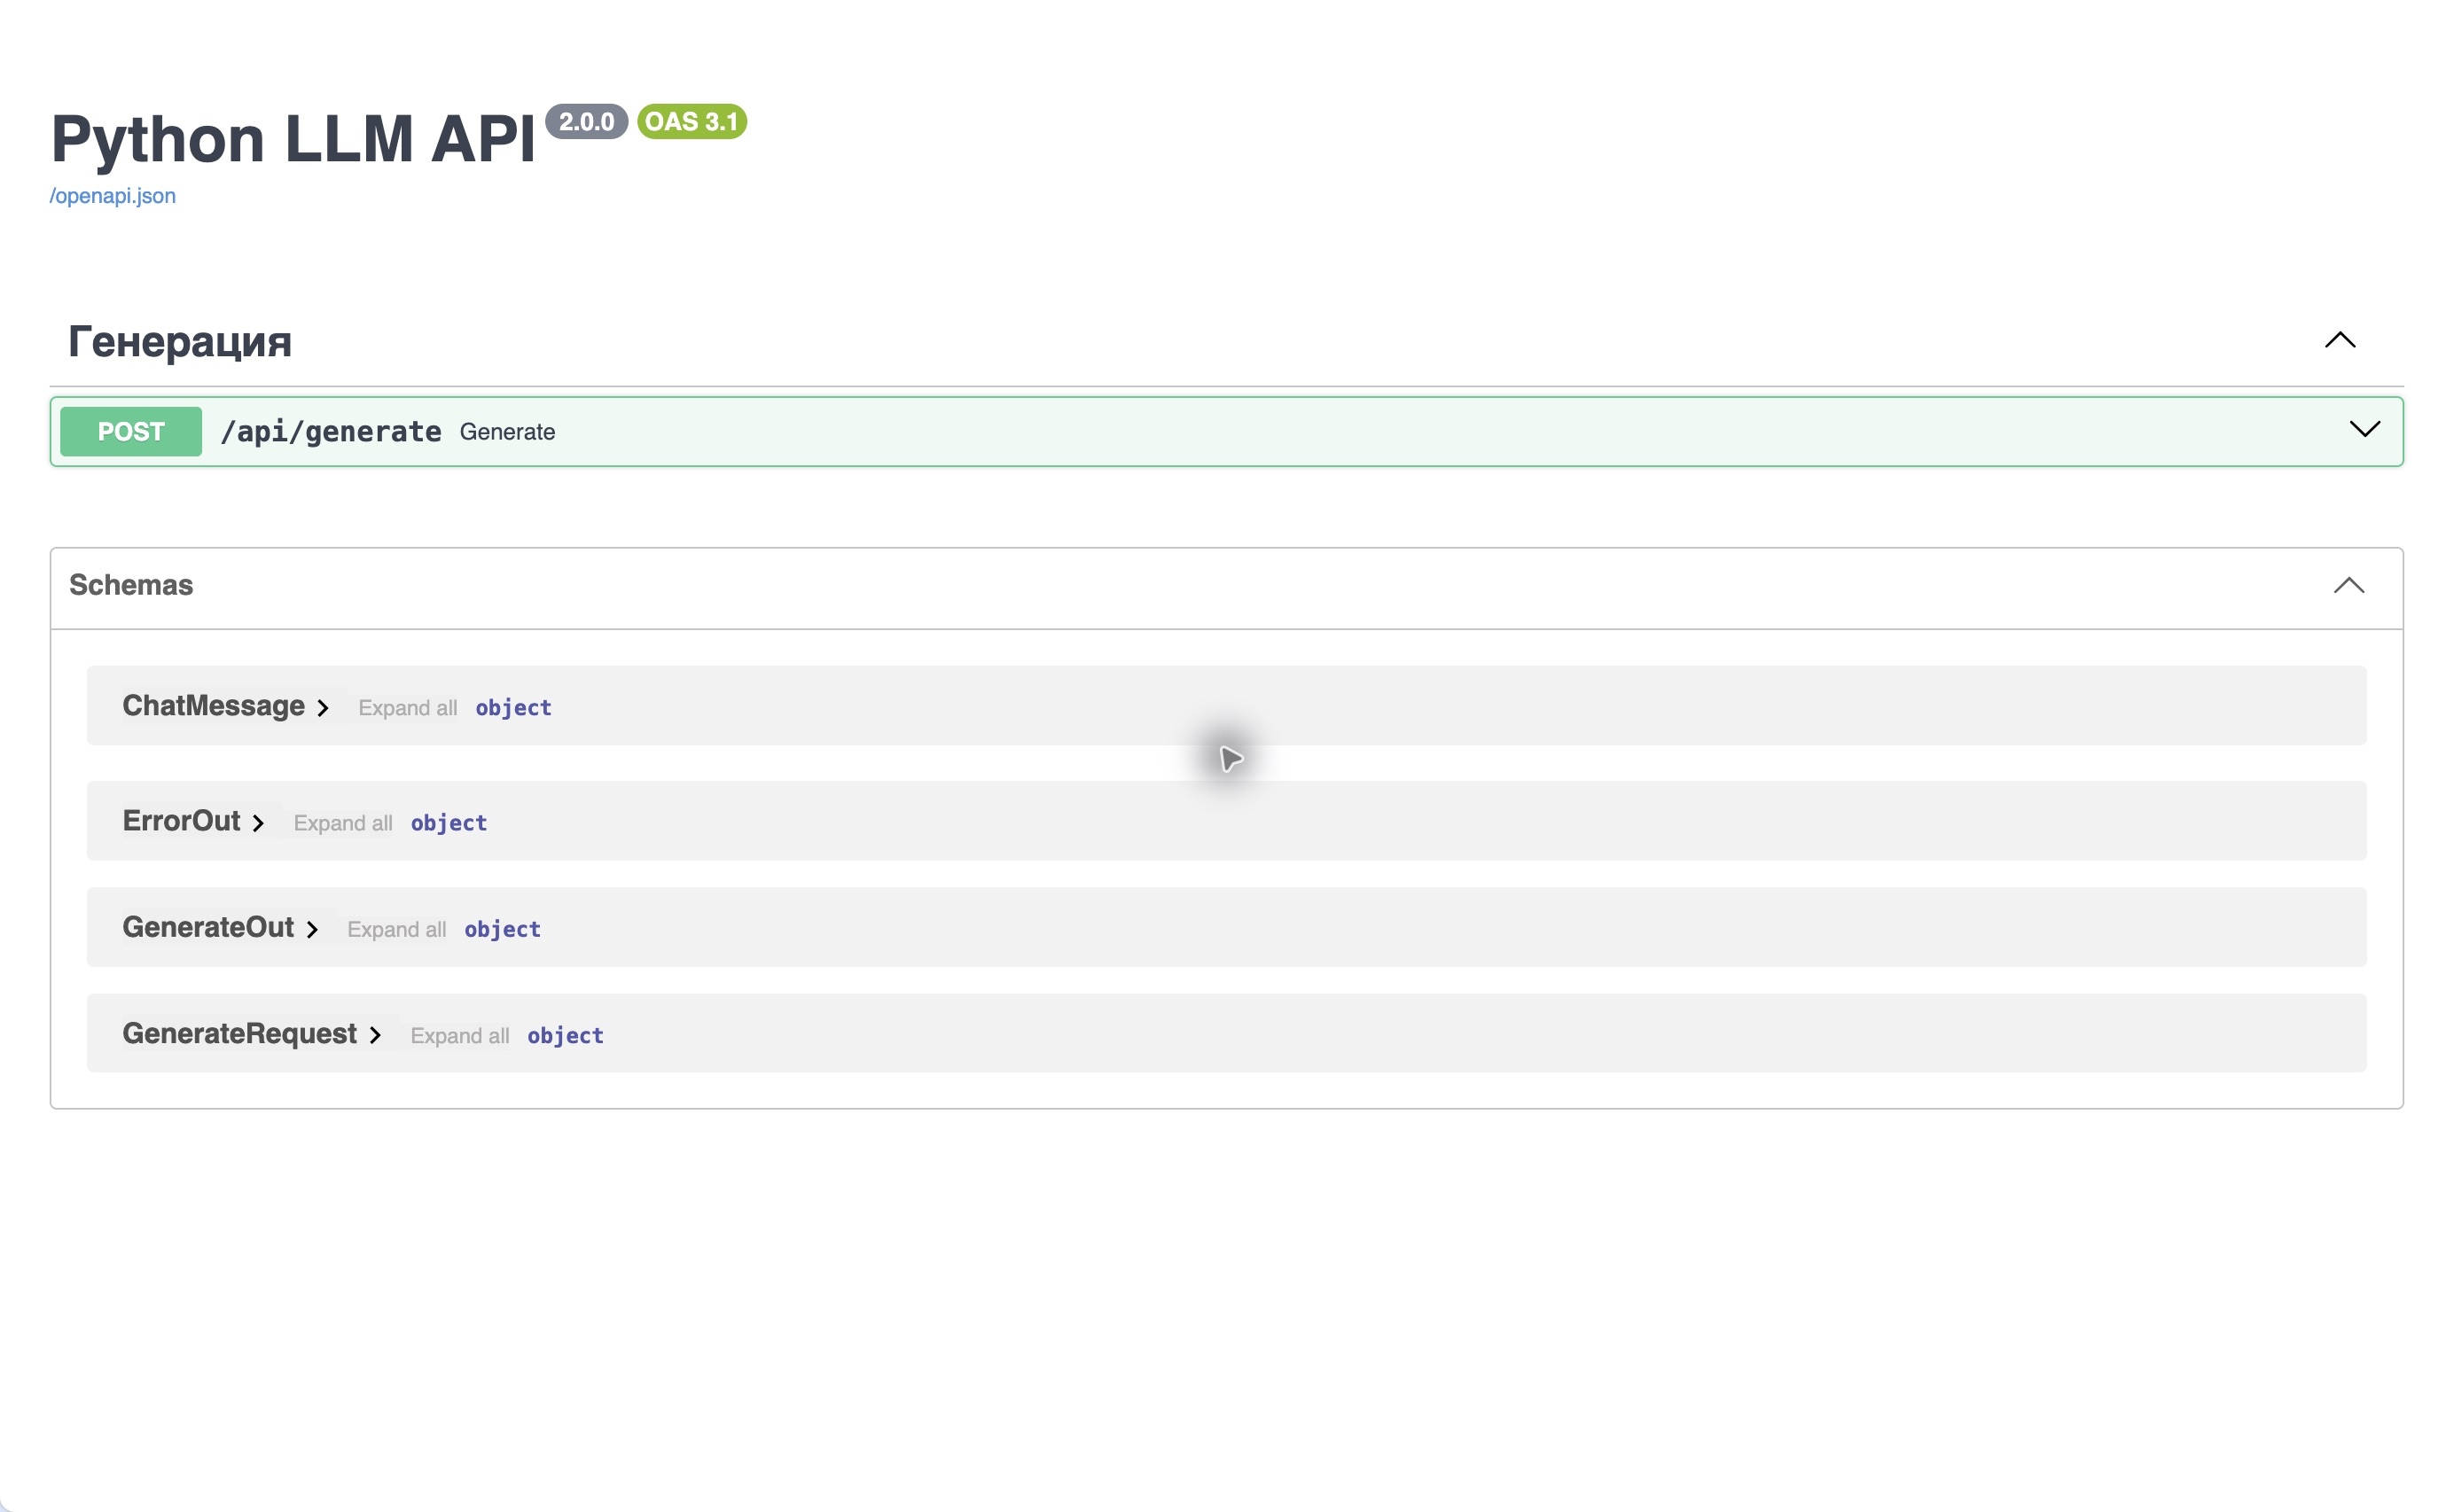 Python LLM API 2.0.0 OAS 3.1
/openapi.json
Генерация
POST /api/generate Generate
Schemas
ChatMessage Expand all object
ErrorOut Expand all object
GenerateOut Expand all object
GenerateRequest Expand all object